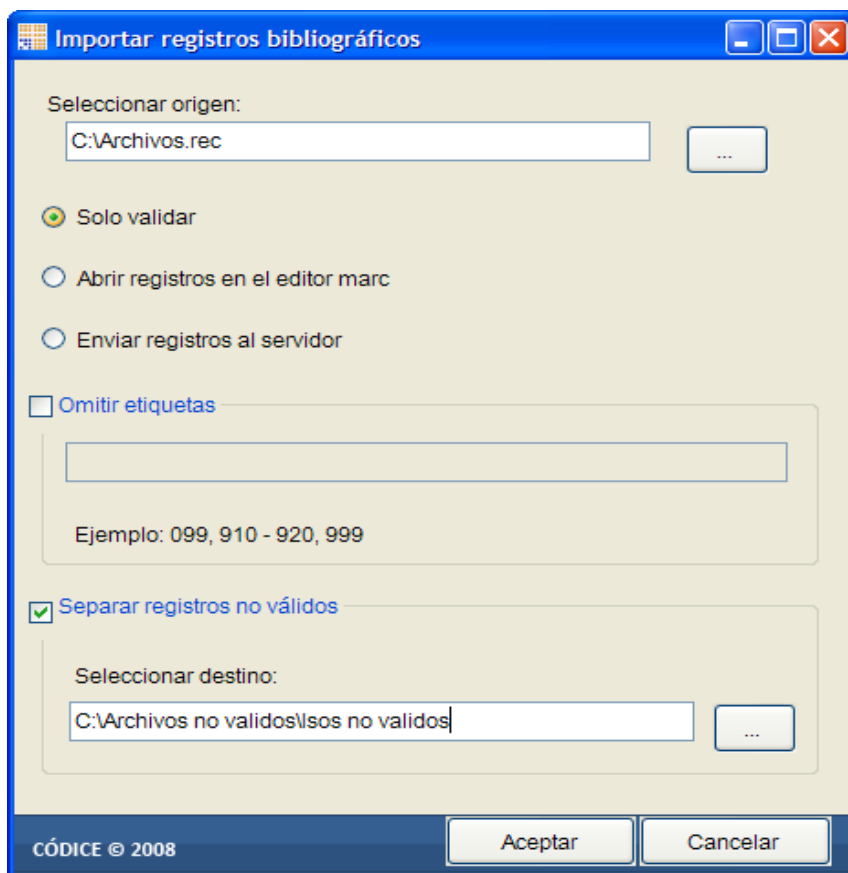 Importar registros bibliográficos
Seleccionar origen:
C:\Archivos.rec
...
Solo validar
Abrir registros en el editor marc
Enviar registros al servidor
Omitir etiquetas
Ejemplo: 099, 910 - 920, 999
Separar registros no válidos
Seleccionar destino:
C:\Archivos no validos\Isos no validos
...
CÓDICE © 2008
Aceptar
Cancelar